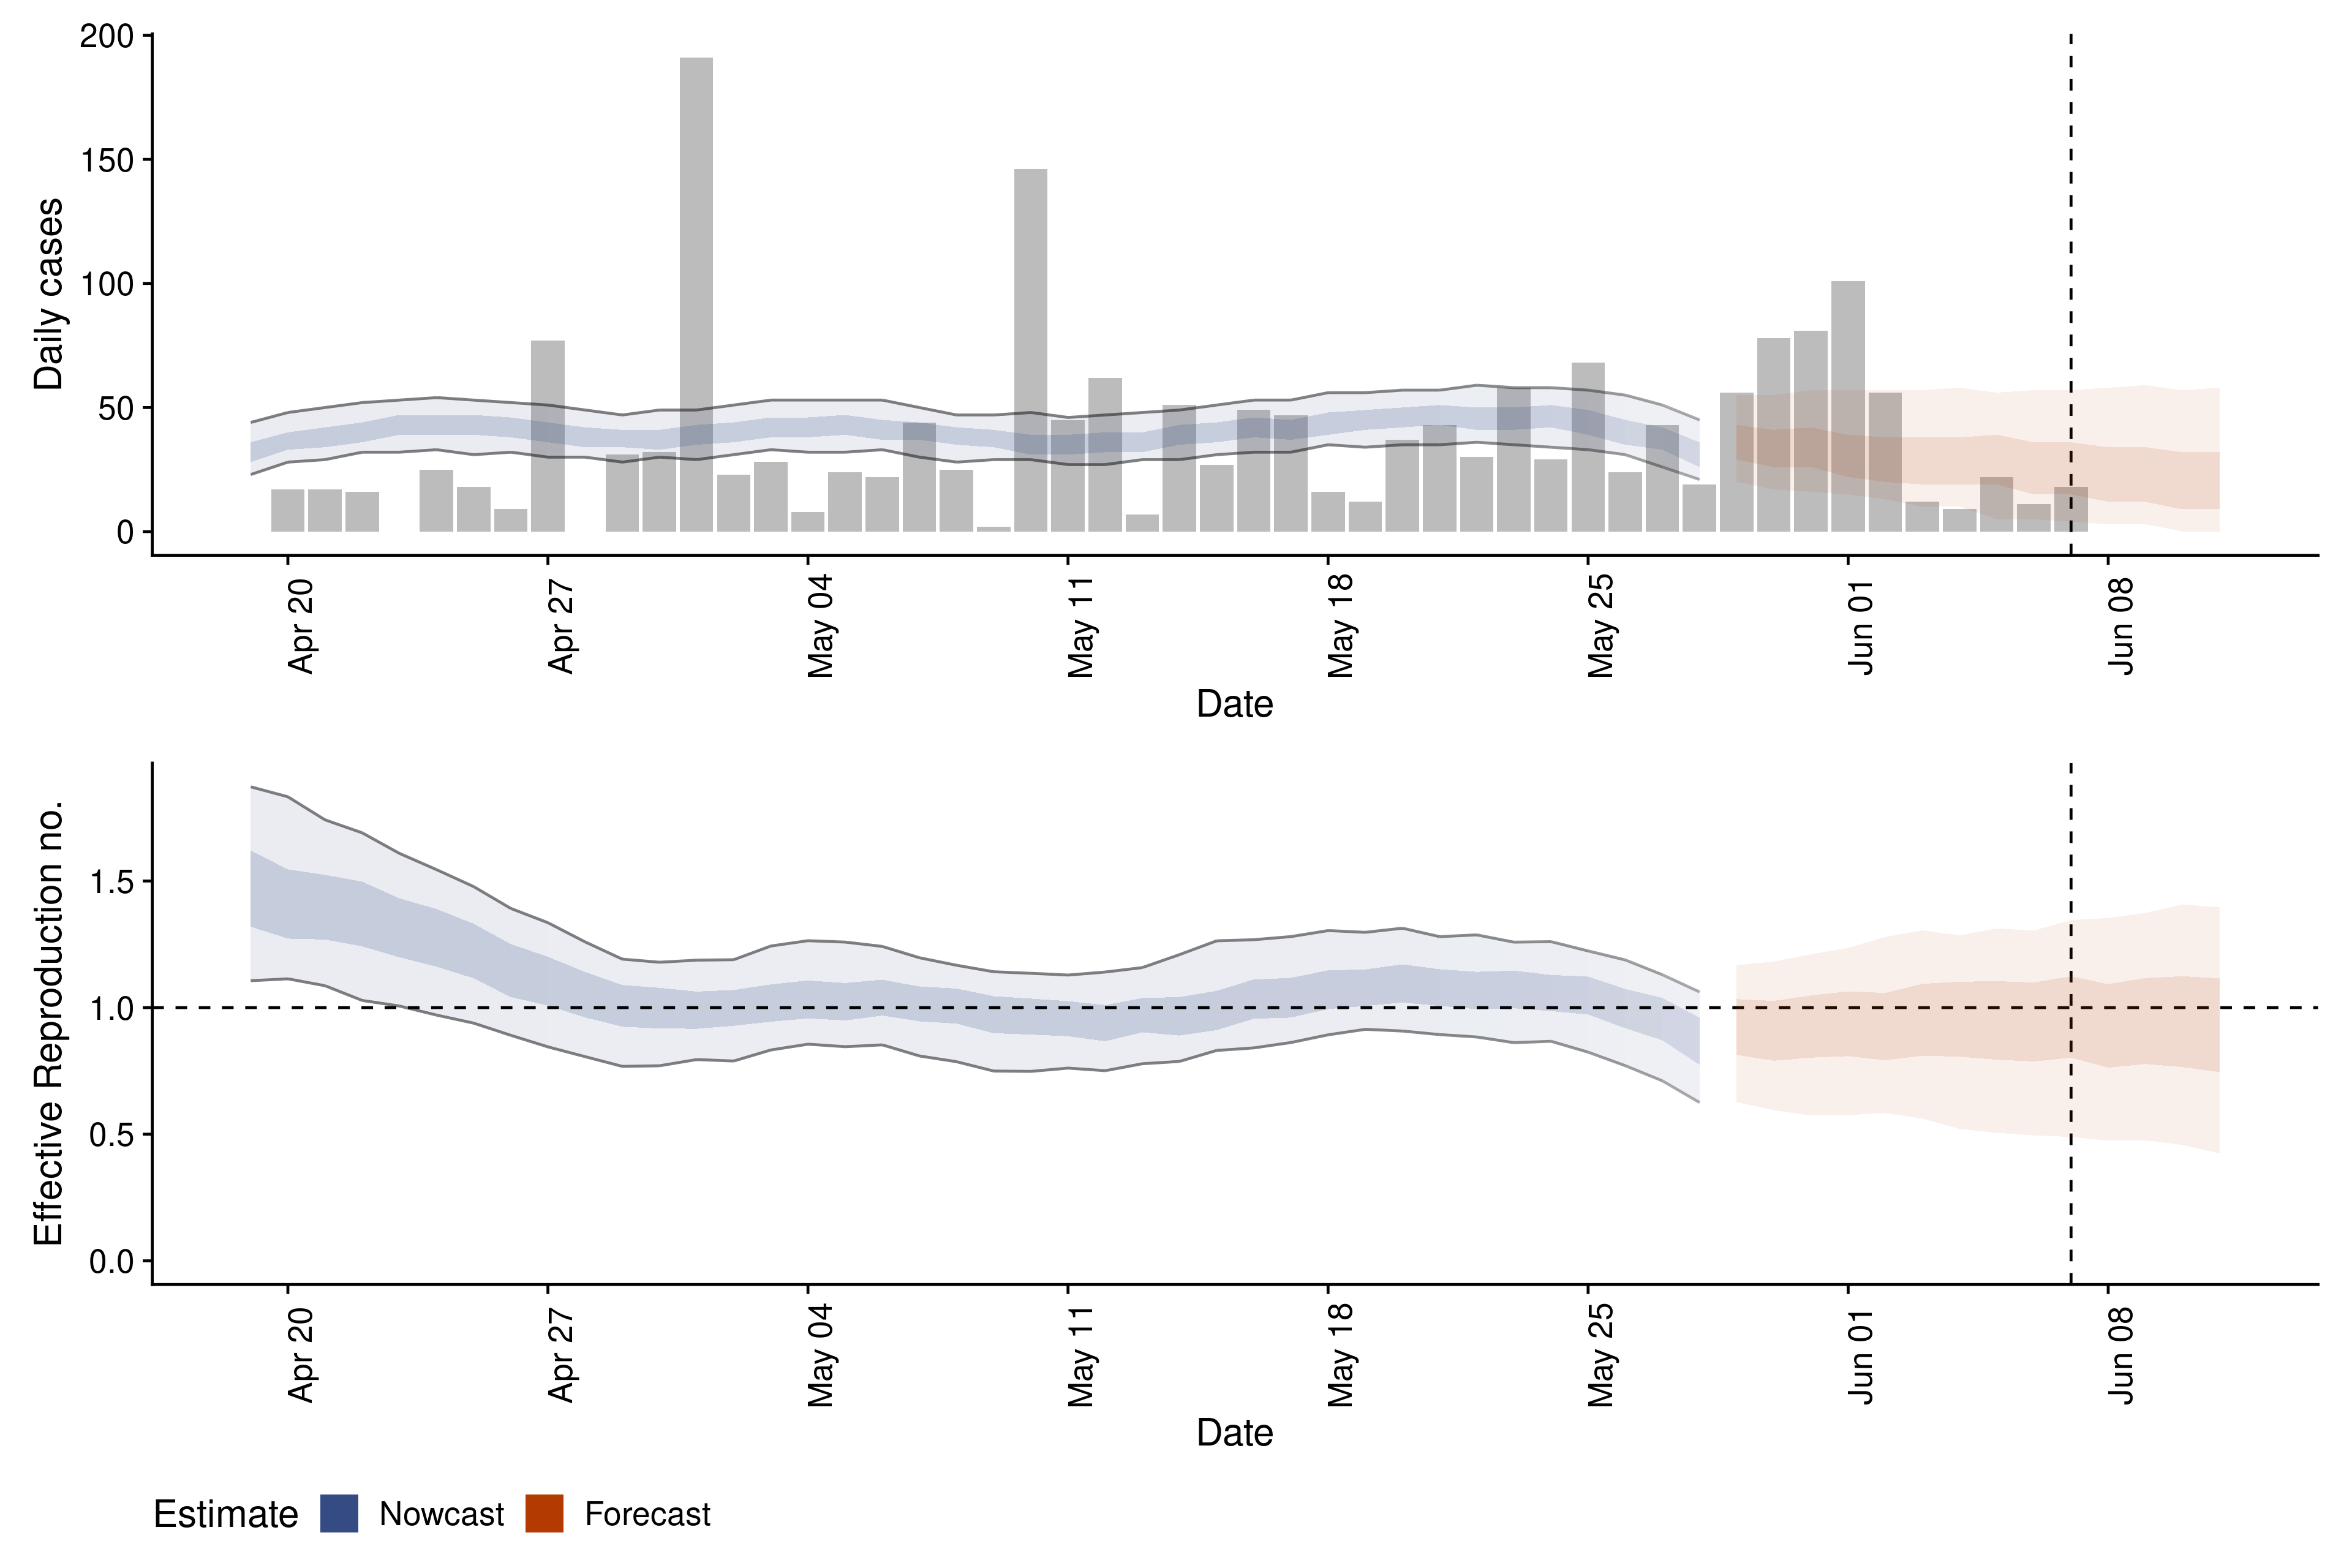 200
150
100
50
0
Daily cases
Apr 20
Apr 27
May 04
May 11
May 18
May 25
Jun 01
Jun 08
Date
1.5
1.0
0.5
0.0
Effective Reproduction no.
Apr 20
Apr 27
May 04
May 11
May 18
May 25
Jun 01
Jun 08
Date
Estimate Nowcast Forecast